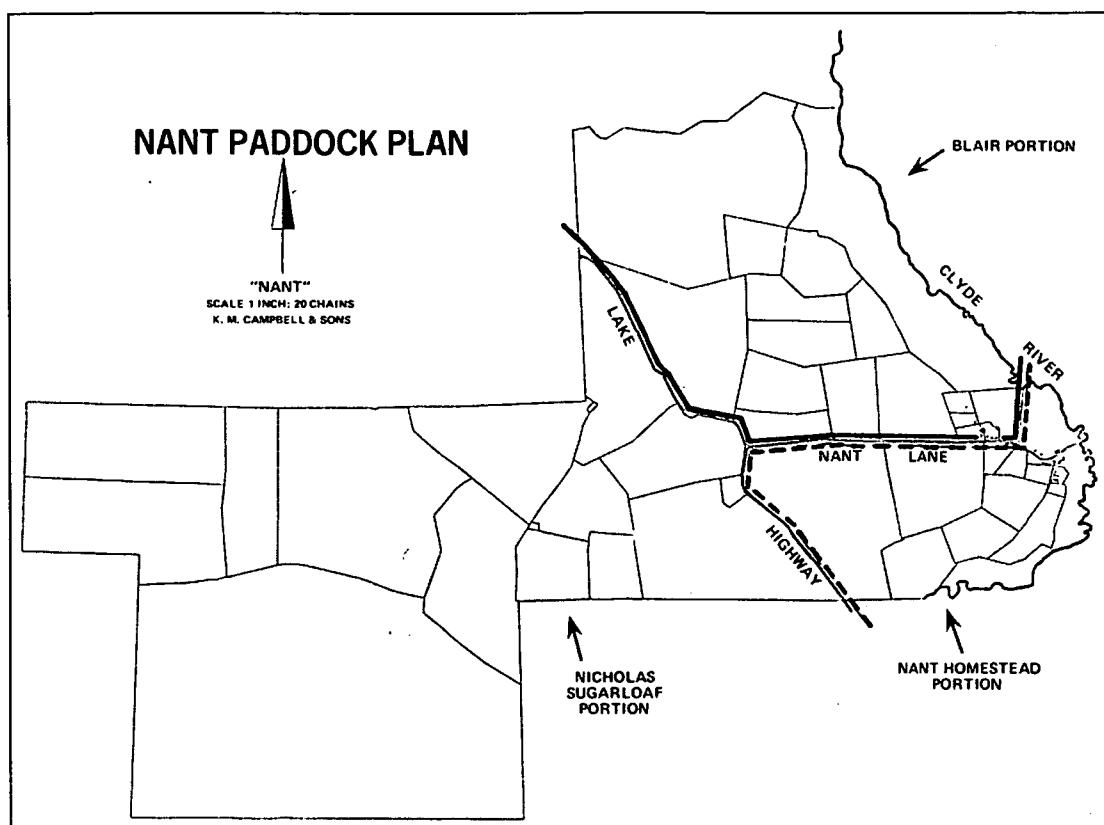 NANT PADDOCK PLAN
"NANT"
SCALE 1 INCH: 20 CHAINS
K. M. CAMPBELL & SONS
BLAIR PORTION
CLYDE
RIVER
LAKE
NANT LANE
HIGHWAY
NICHOLAS
SUGARLOAF
PORTION
NANT HOMESTEAD
PORTION